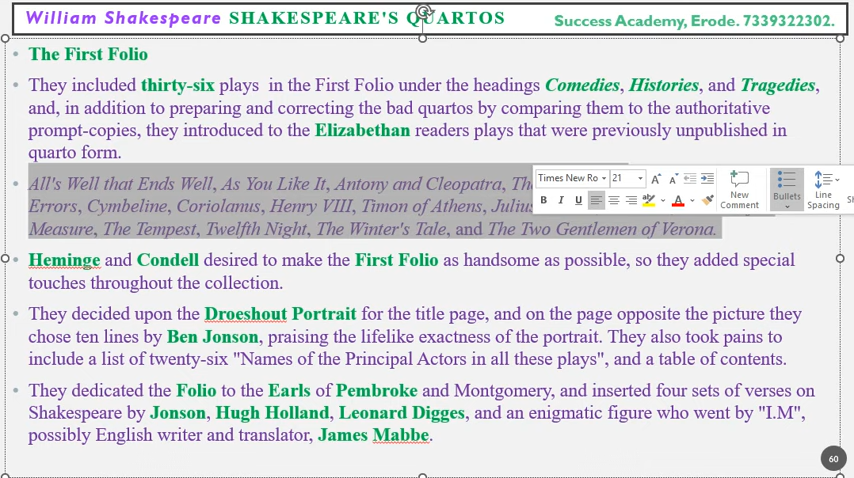 William Shakespeare SHAKESPEARE'S QUARTOS
Success Academy, Erode. 7339322302.
• The First Folio
• They included thirty-six plays in the First Folio under the headings Comedies, Histories, and Tragedies,
and, in addition to preparing and correcting the bad quartos by comparing them to the authoritative
prompt-copies, they introduced to the Elizabethan readers plays that were previously unpublished in
quarto form.
• All's Well that Ends Well, As You Like It, Antony and Cleopatra,
Errors, Cymbeline, Coriolanus, Henry VIII, Timon of Athens,
Measure, The Tempest, Twelfth Night, The Winter's Tale, and The Two Gentlemen of Verona.
Times New Ro 21
New Comment
Bullets
Line Spacing
• Heminge and Condell desired to make the First Folio as handsome as possible, so they added special
touches throughout the collection.
• They decided upon the Droeshout Portrait for the title page, and on the page opposite the picture they
chose ten lines by Ben Jonson, praising the lifelike exactness of the portrait. They also took pains to
include a list of twenty-six "Names of the Principal Actors in all these plays", and a table of contents.
• They dedicated the Folio to the Earls of Pembroke and Montgomery, and inserted four sets of verses on
Shakespeare by Jonson, Hugh Holland, Leonard Digges, and an enigmatic figure who went by "I.M",
possibly English writer and translator, James Mabbe.
60